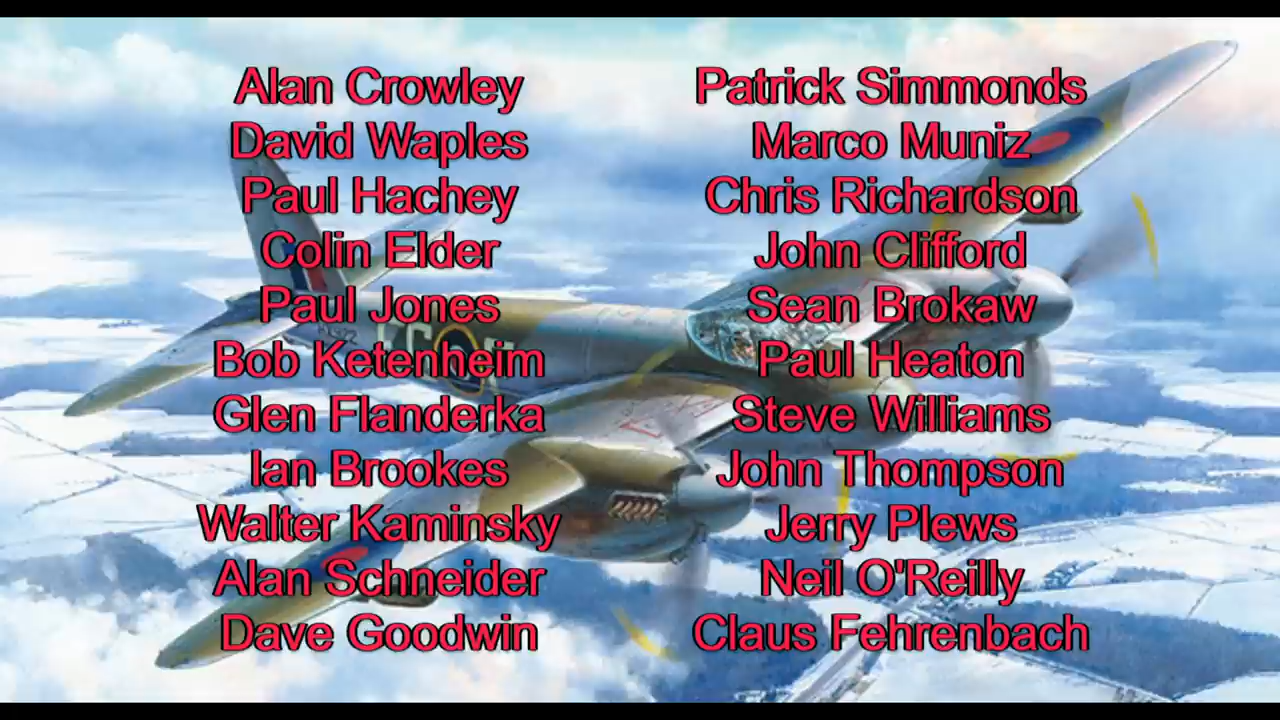 Alan Crowley
David Waples
Paul Hachey
Colin Elder
Paul Jones
Bob Ketenheim
Glen Flanderka
Ian Brookes
Walter Kaminsky
Alan Schneider
Dave Goodwin
Patrick Simmonds
Marco Muniz
Chris Richardson
John Clifford
Sean Brokaw
Paul Heaton
Steve Williams
John Thompson
Jerry Plews
Neil O'Reilly
Claus Fehrenbach